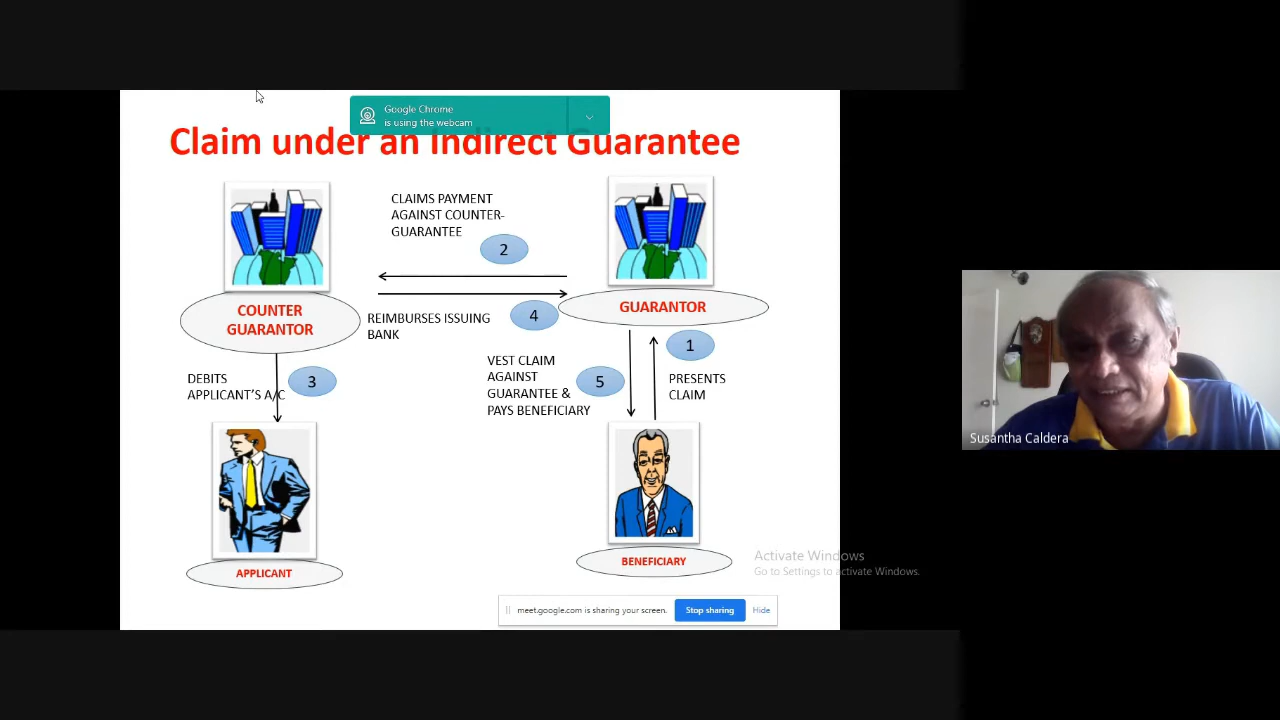 Google Chrome
is using the webcam
Claim under an Indirect Guarantee
CLAIMS PAYMENT
AGAINST COUNTER-
GUARANTEE
2
COUNTER
GUARANTOR
GUARANTOR
REIMBURSES ISSUING
BANK
4
1
DEBITS
APPLICANT'S A/C
3
VEST CLAIM
AGAINST
GUARANTEE &
PAYS BENEFICIARY
5
PRESENTS
CLAIM
Susantha Caldera
APPLICANT
BENEFICIARY
Activate Windows
Go to Settings to activate Windows.
meet.google.com is sharing your screen.
Stop sharing
Hide